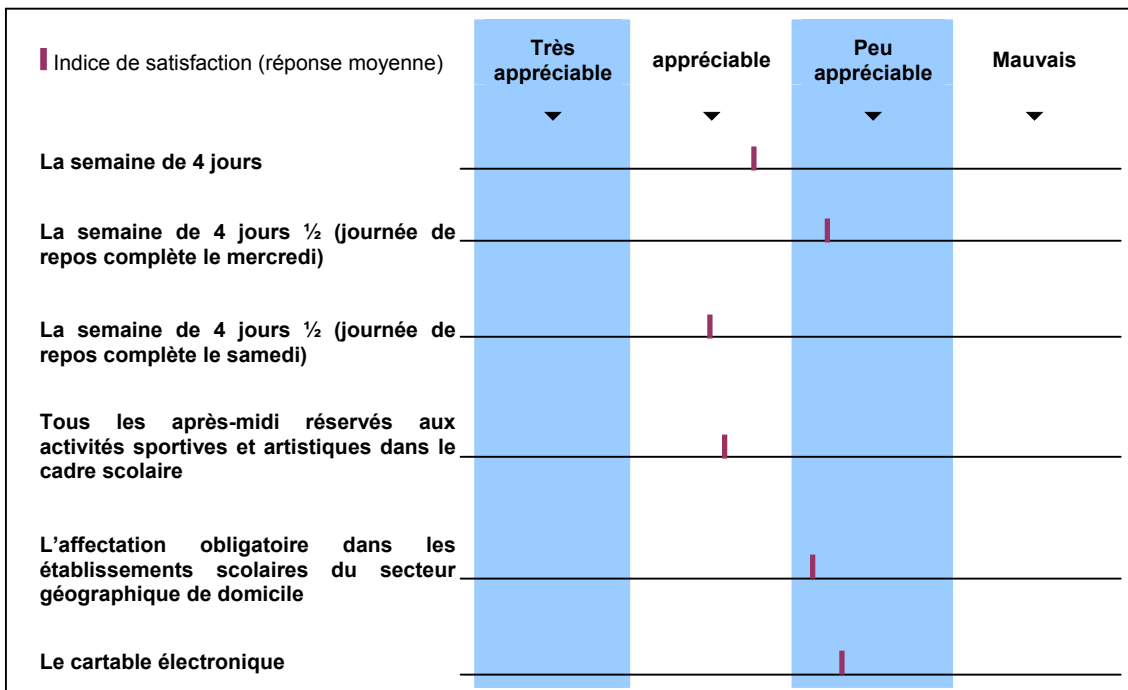 Indice de satisfaction (réponse moyenne)
Très
appréciable
appréciable
Peu
appréciable
Mauvais
La semaine de 4 jours
La semaine de 4 jours ½ (journée de
repos complète le mercredi)
La semaine de 4 jours ½ (journée de
repos complète le samedi)
Tous les après-midi réservés aux
activités sportives et artistiques dans le
cadre scolaire
L'affectation obligatoire dans les
établissements scolaires du secteur
géographique de domicile
Le cartable électronique